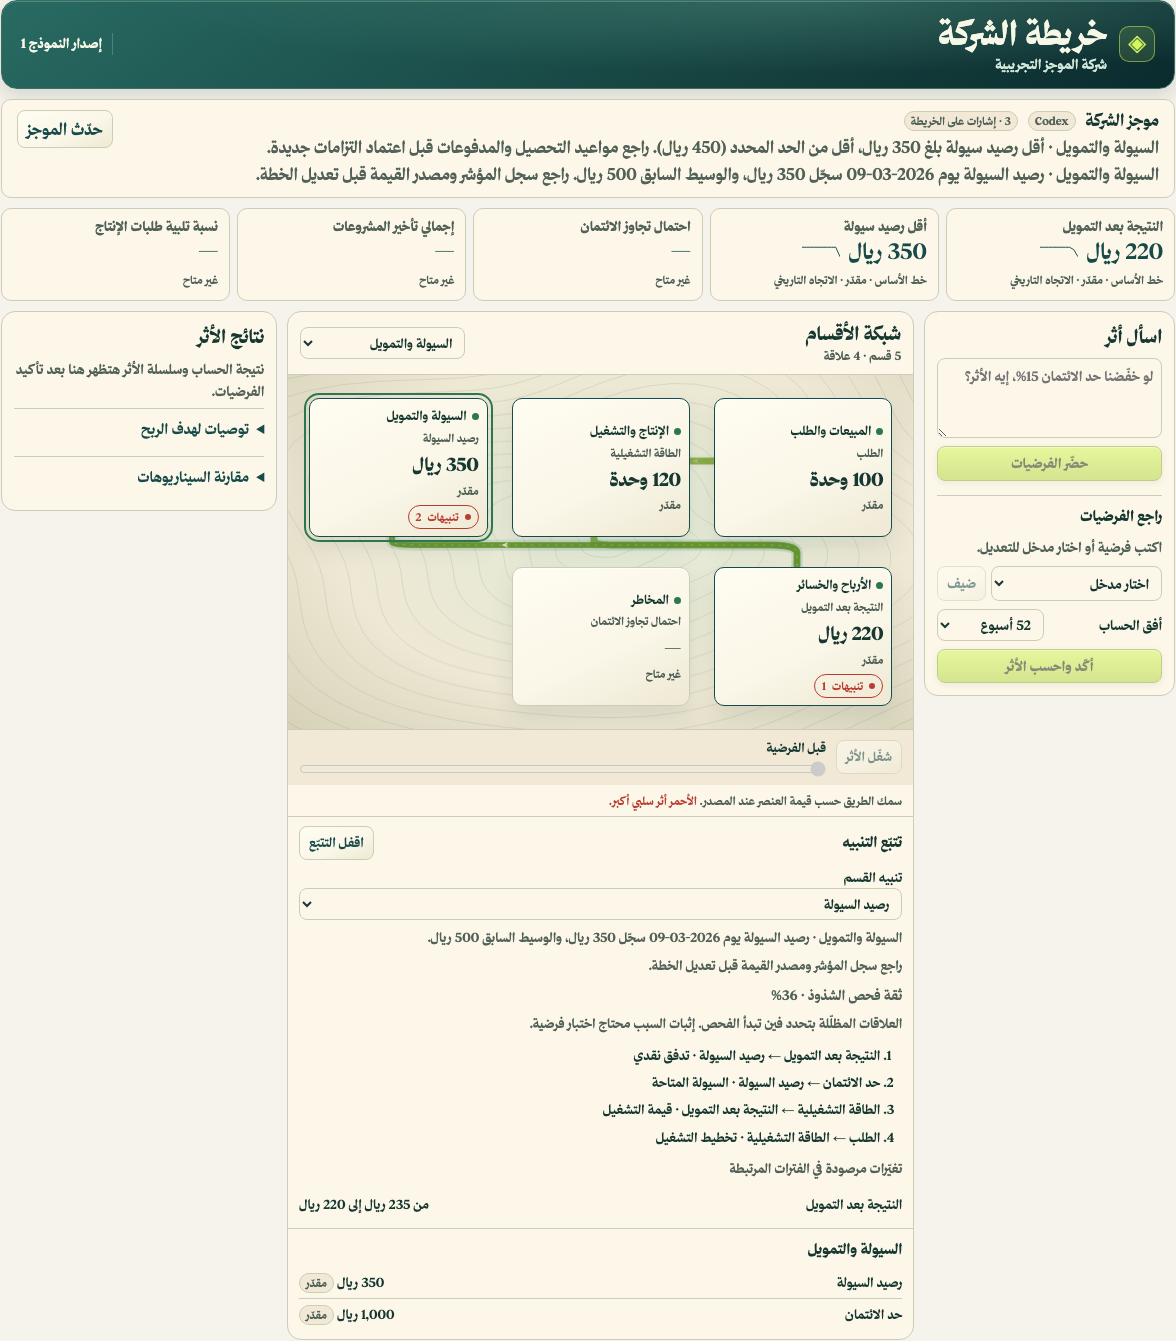 خريطة الشركة
شركة الموجز التجريبية
إصدار النموذج 1
موجز الشركة
Codex
3 · إشارات على الخريطة
حدّث الموجز
السيولة والتمويل · أقل رصيد سيولة بلغ 350 ريال، أقل من الحد المحدد (450 ريال). راجع مواعيد التحصيل والمدفوعات قبل اعتماد التزامات جديدة.
السيولة والتمويل · رصيد السيولة يوم 2026-03-09 سجّل 350 ريال، والوسيط السابق 500 ريال. راجع سجل المؤشر ومصدر القيمة قبل تعديل الخطة.
النتيجة بعد التمويل
220 ريال
خط الأساس · مقدّر · الاتجاه التاريخي
أقل رصيد سيولة
350 ريال
خط الأساس · مقدّر · الاتجاه التاريخي
احتمال تجاوز الائتمان
—
غير متاح
إجمالي تأخير المشروعات
—
غير متاح
نسبة تلبية طلبات الإنتاج
—
غير متاح
اسأل أثر
لو خفّضنا حد الائتمان 15%، إيه الأثر؟
حضّر الفرضيات
راجع الفرضيات
اكتب فرضية أو اختار مدخل للتعديل.
اختار مدخل
ضيف
أفق الحساب
52 أسبوع
أكّد واحسب الأثر
شبكة الأقسام
5 قسم · 4 علاقة
السيولة والتمويل
المبيعات والطلب
الطلب
100 وحدة
مقدّر
الإنتاج والتشغيل
الطاقة التشغيلية
120 وحدة
مقدّر
السيولة والتمويل
رصيد السيولة
350 ريال
مقدّر
تنبيهات 2
الأرباح والخسائر
النتيجة بعد التمويل
220 ريال
مقدّر
تنبيهات 1
المخاطر
احتمال تجاوز الائتمان
—
غير متاح
شغّل الأثر
قبل الفرضية
سمك الطريق حسب قيمة العنصر عند المصدر. الأحمر أثر سلبي أكبر.
تتبّع التنبيه
اقفل التتبّع
تنبيه القسم
رصيد السيولة
السيولة والتمويل · رصيد السيولة يوم 2026-03-09 سجّل 350 ريال، والوسيط السابق 500 ريال.
راجع سجل المؤشر ومصدر القيمة قبل تعديل الخطة.
ثقة فحص الشذوذ · 36%
العلاقات المظلّلة بتحدد فين تبدأ الفحص. إثبات السبب محتاج اختبار فرضية.
1. النتيجة بعد التمويل ← رصيد السيولة · تدفق نقدي
2. حد الائتمان ← رصيد السيولة · السيولة المتاحة
3. الطاقة التشغيلية ← النتيجة بعد التمويل · قيمة التشغيل
4. الطلب ← الطاقة التشغيلية · تخطيط التشغيل
تغيّرات مرصودة في الفترات المرتبطة
النتيجة بعد التمويل
من 235 ريال إلى 220 ريال
السيولة والتمويل
رصيد السيولة
350 ريال مقدّر
حد الائتمان
1,000 ريال مقدّر
نتائج الأثر
نتيجة الحساب وسلسلة الأثر هتظهر هنا بعد تأكيد
الفرضيات.
توصيات لهدف الربح
مقارنة السيناريوهات